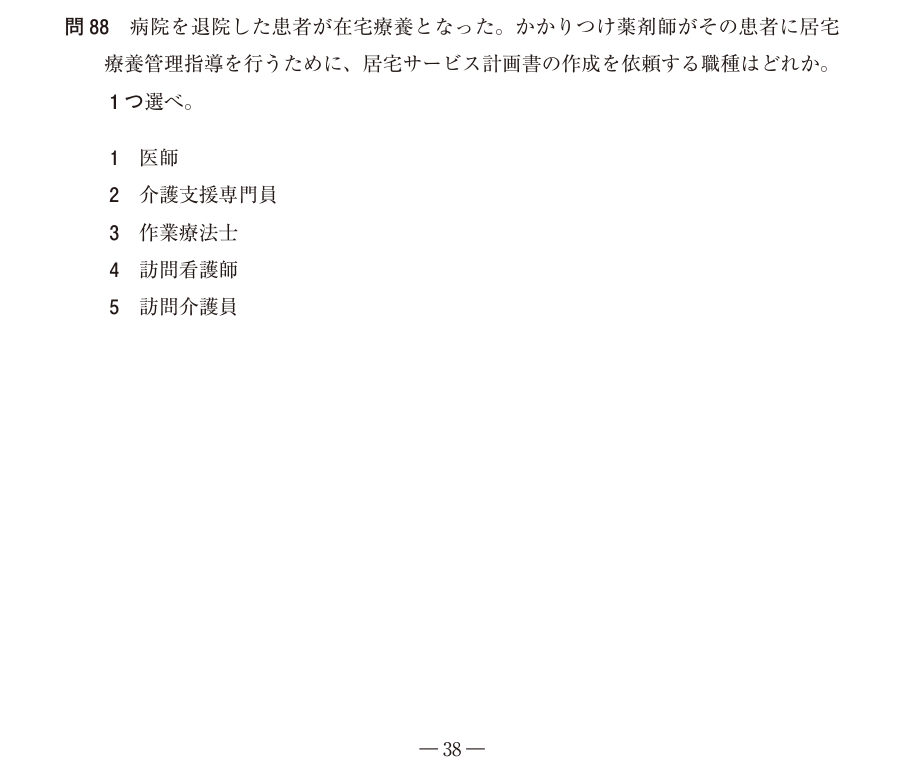 問 88　病院を退院した患者が在宅療養となった。かかりつけ薬剤師がその患者に居宅
療養管理指導を行うために、居宅サービス計画書の作成を依頼する職種はどれか。
1 つ選べ。
1　医師
2　介護支援専門員
3　作業療法士
4　訪問看護師
5　訪問介護員
— 38 —